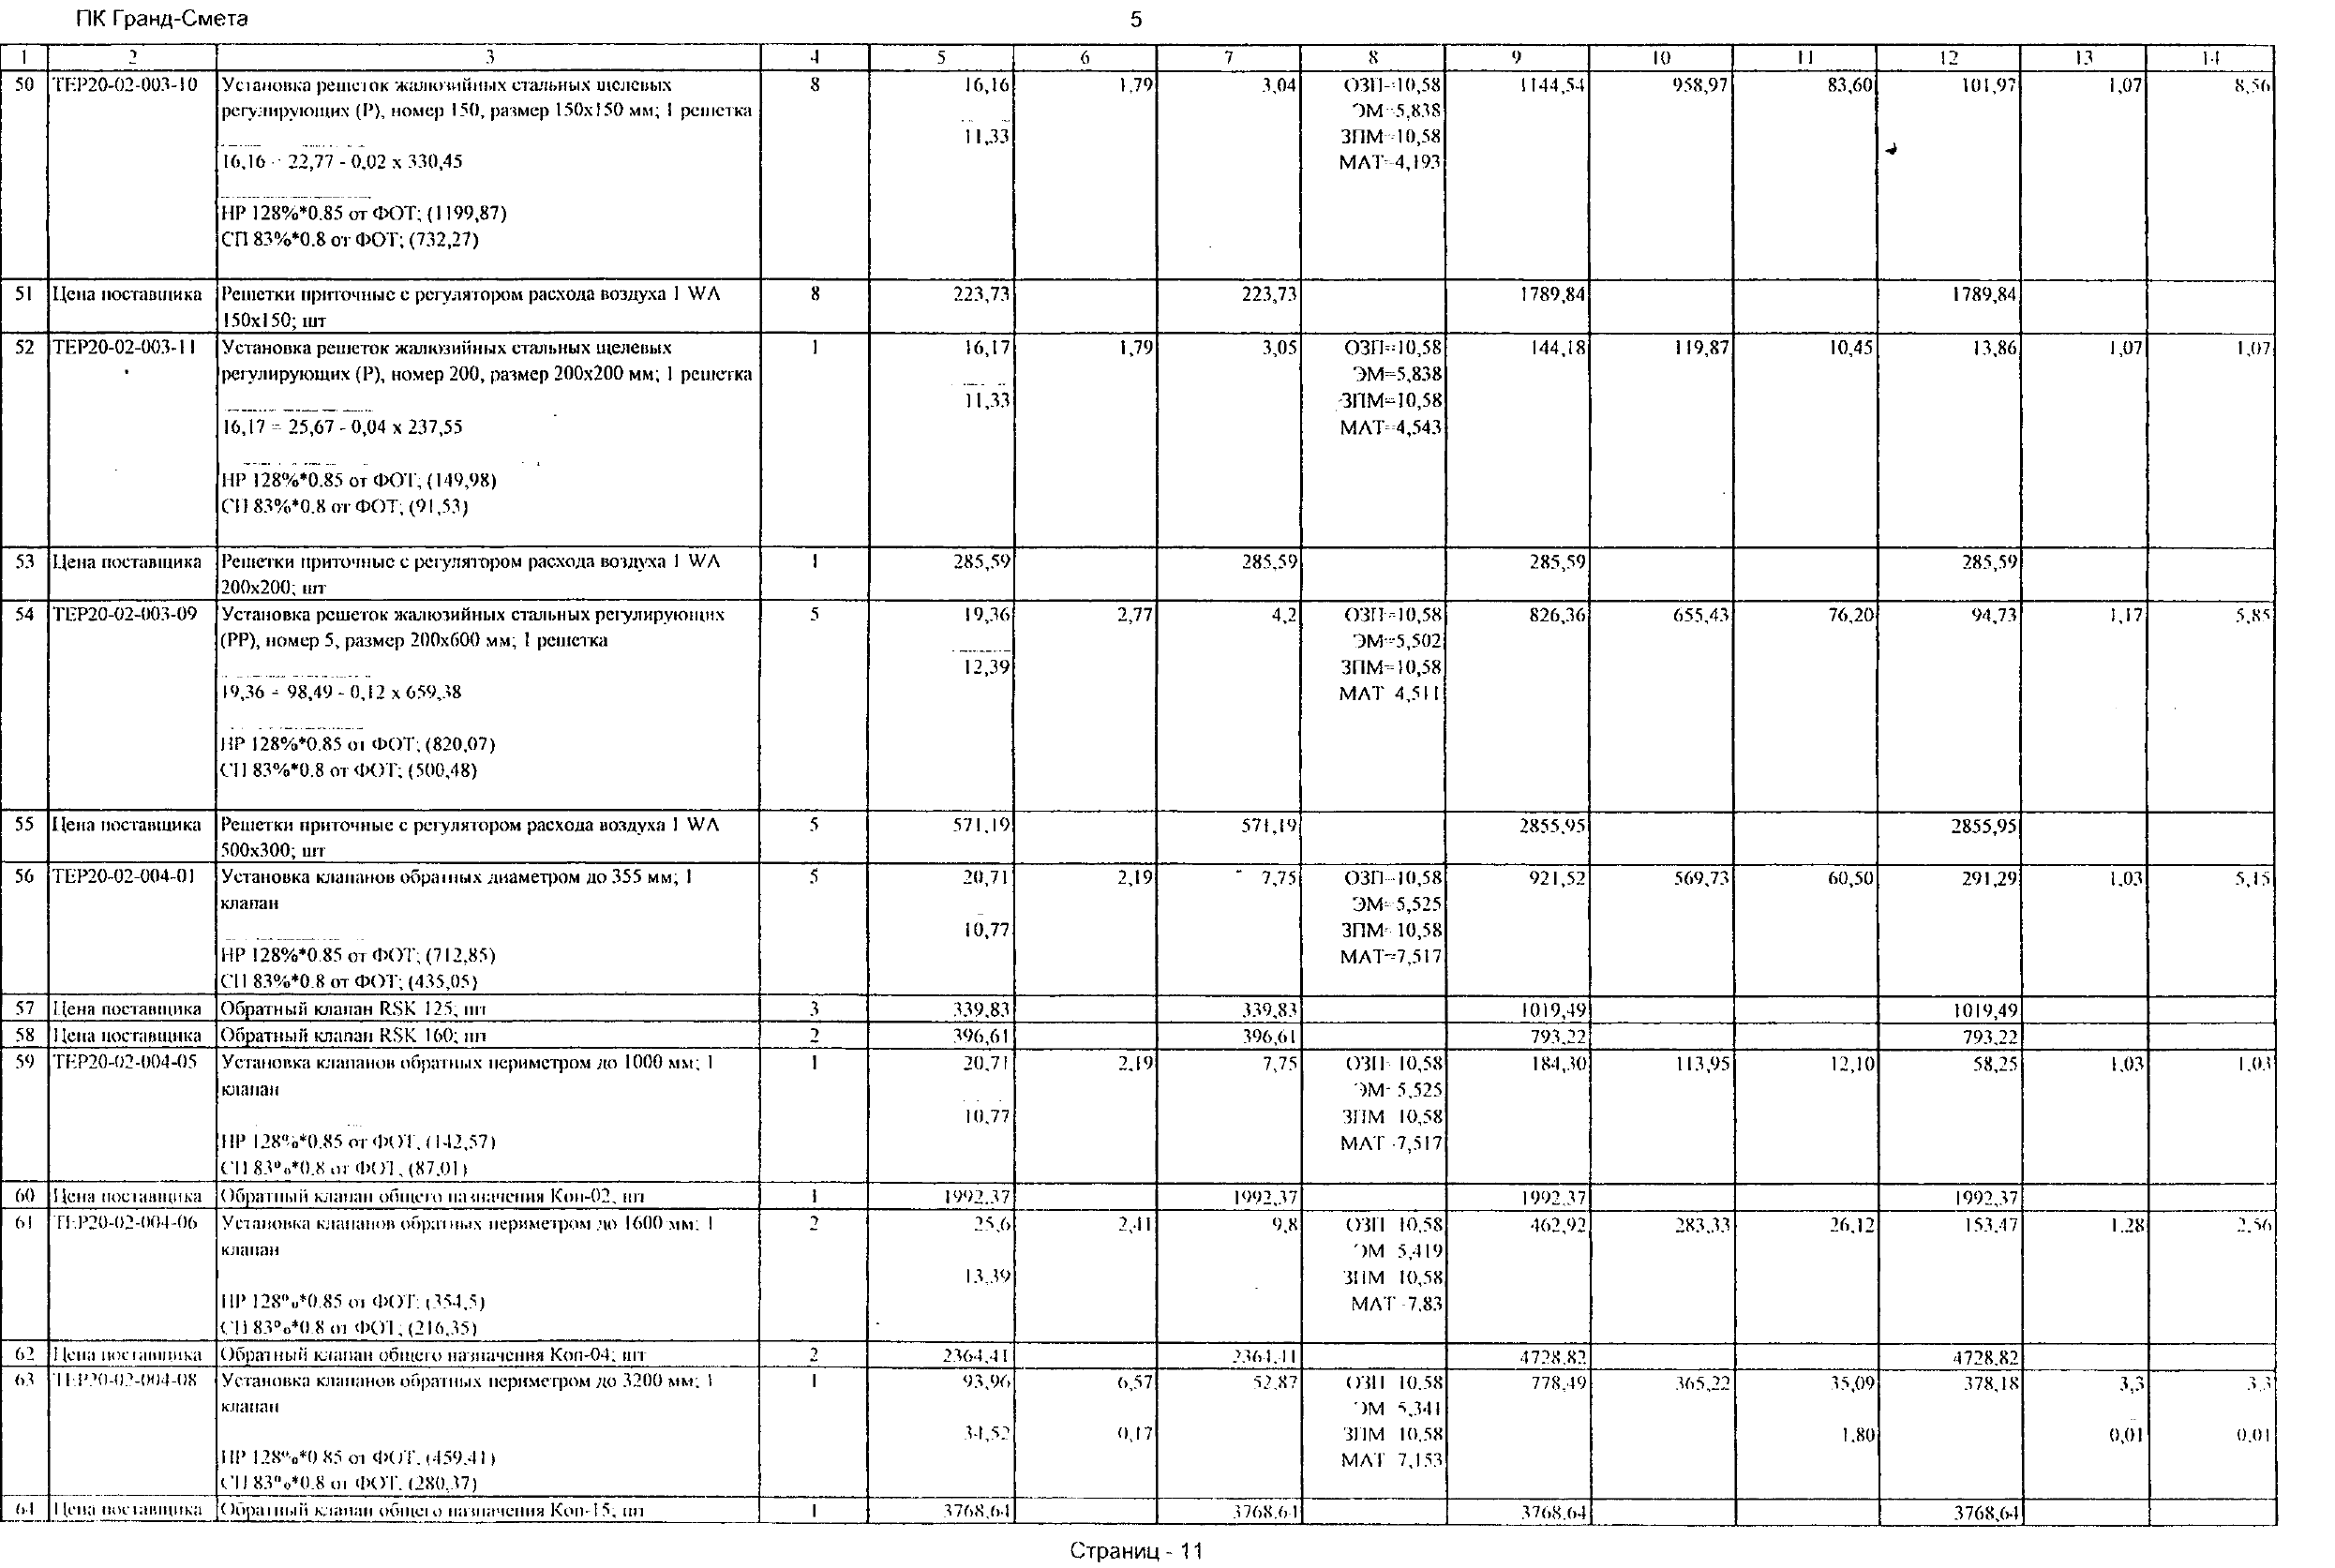 ПК Гранд-Смета 5
1 2 3 4 5 6 7 8 9 10 11 12 13 14
50 ТЕР20-02-003-10 Установка решеток жалюзийных стальных щелевых 8 16,16 1,79 3,04 ОЗП=10,58 1144,54 958,97 83,60 101,97 1,07 8,56
регулирующих (Р), номер 150, размер 150х150 мм; 1 решетка ЭМ=5,838
11,33 ЗПМ=10,58
16,16 = 22,77 - 0,02 х 330,45 МАТ=4,193
НР 128%*0.85 от ФОТ; (1199,87)
СП 83%*0.8 от ФОТ; (732,27)
51 Цена поставщика Решетки приточные с регулятором расхода воздуха 1 WA 8 223,73 223,73 1789,84 1789,84
150х150; шт
52 ТЕР20-02-003-11 Установка решеток жалюзийных стальных щелевых 1 16,17 1,79 3,05 ОЗП=10,58 144,18 119,87 10,45 13,86 1,07 1,07
регулирующих (Р), номер 200, размер 200х200 мм; 1 решетка ЭМ=5,838
11,33 ЗПМ=10,58
16,17 = 25,67 - 0,04 х 237,55 МАТ=4,543
НР 128%*0.85 от ФОТ; (149,98)
СП 83%*0.8 от ФОТ; (91,53)
53 Цена поставщика Решетки приточные с регулятором расхода воздуха 1 WA 1 285,59 285,59 285,59 285,59
200х200; шт
54 ТЕР20-02-003-09 Установка решеток жалюзийных стальных регулирующих 5 19,36 2,77 4,2 ОЗП=10,58 826,36 655,43 76,20 94,73 1,17 5,85
(РР), номер 5, размер 200х600 мм; 1 решетка ЭМ=5,502
12,39 ЗПМ=10,58
19,36 = 98,49 - 0,12 х 659,38 МАТ=4,511
НР 128%*0.85 от ФОТ; (820,07)
СП 83%*0.8 от ФОТ; (500,48)
55 Цена поставщика Решетки приточные с регулятором расхода воздуха 1 WA 5 571,19 571,19 2855,95 2855,95
500х300; шт
56 ТЕР20-02-004-01 Установка клапанов обратных диаметром до 355 мм; 1 5 20,71 2,19 7,75 ОЗП=10,58 921,52 569,73 60,50 291,29 1,03 5,15
клапан ЭМ=5,525
10,77 ЗПМ=10,58
НР 128%*0.85 от ФОТ; (712,85) МАТ=7,517
СП 83%*0.8 от ФОТ; (435,05)
57 Цена поставщика Обратный клапан RSK 125; шт 3 339,83 339,83 1019,49 1019,49
58 Цена поставщика Обратный клапан RSK 160; шт 2 396,61 396,61 793,22 793,22
59 ТЕР20-02-004-05 Установка клапанов обратных периметром до 1000 мм; 1 1 20,71 2,19 7,75 ОЗП=10,58 184,30 113,95 12,10 58,25 1,03 1,03
клапан ЭМ=5,525
10,77 ЗПМ=10,58
НР 128%*0.85 от ФОТ; (142,57) МАТ=7,517
СП 83%*0.8 от ФОТ; (87,01)
60 Цена поставщика Обратный клапан общего назначения Коп-02; шт 1 1992,37 1992,37 1992,37 1992,37
61 ТЕР20-02-004-06 Установка клапанов обратных периметром до 1600 мм; 1 2 25,6 2,41 9,8 ОЗП=10,58 462,92 283,33 26,12 153,47 1,28 2,56
клапан ЭМ=5,419
13,39 ЗПМ=10,58
НР 128%*0.85 от ФОТ; (354,5) МАТ=7,83
СП 83%*0.8 от ФОТ; (216,35)
62 Цена поставщика Обратный клапан общего назначения Коп-04; шт 2 2364,41 2364,41 4728,82 4728,82
63 ТЕР20-02-004-08 Установка клапанов обратных периметром до 3200 мм; 1 1 93,96 6,57 52,87 ОЗП=10,58 778,49 365,22 35,09 378,18 3,3 3,3
клапан ЭМ=5,341
34,52 0,17 ЗПМ=10,58 1,80 0,01 0,01
НР 128%*0.85 от ФОТ; (459,41) МАТ=7,153
СП 83%*0.8 от ФОТ; (280,37)
64 Цена поставщика Обратный клапан общего назначения Коп-15; шт 1 3768,64 3768,64 3768,64 3768,64
Страниц - 11